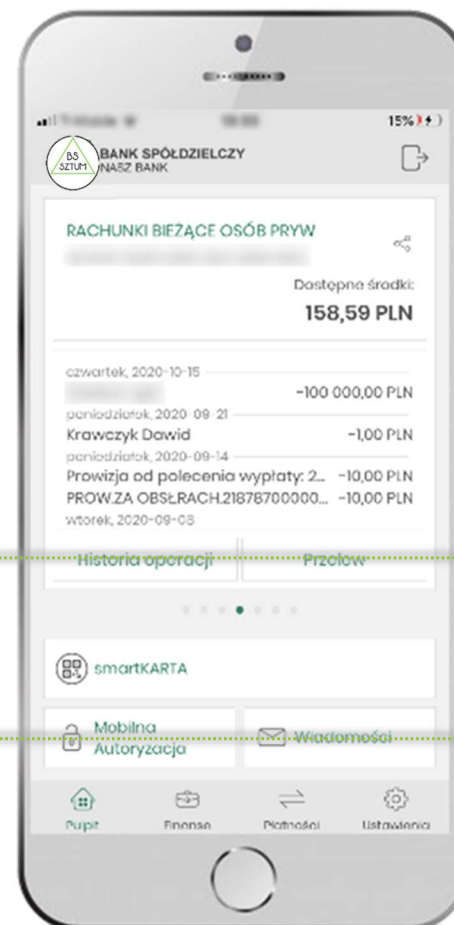 15%
BS
SZTUM
BANK SPÓŁDZIELCZY
NASZ BANK
RACHUNKI BIEŻĄCE OSÓB PRYW
Dostępne środki:
158,59 PLN
czwartek, 2020-10-15
-100 000,00 PLN
poniedziałek, 2020-09-21
Krawczyk Dawid -1,00 PLN
poniedziałek, 2020-09-14
Prowizja od polecenia wypłaty: 2... -10,00 PLN
PROW.ZA OBSŁ.RACH.21878700000... -10,00 PLN
wtorek, 2020-09-08
Historia operacji Przelew
smartKARTA
Mobilna
Autoryzacja
Wiadomości
Pulpit Finanse Płatności Ustawienia